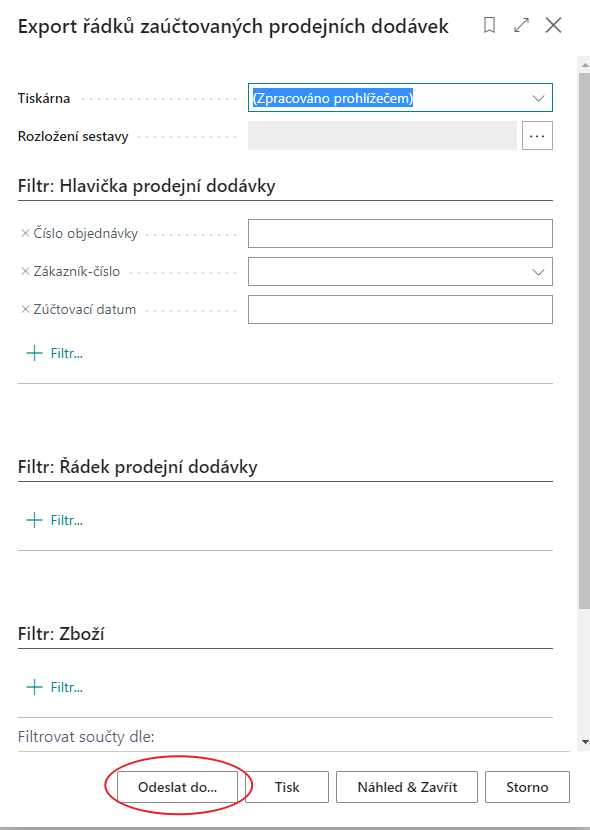 Export řádků zaúčtovaných prodejních dodávek
Tiskárna
(Zpracováno prohlížečem)
Rozložení sestavy
...
Filtr: Hlavička prodejní dodávky
Číslo objednávky
Zákazník-číslo
Zúčtovací datum
Filtr...
Filtr: Řádek prodejní dodávky
Filtr...
Filtr: Zboží
Filtr...
Filtrovat součty dle:
Odeslat do... Tisk Náhled & Zavřít Storno